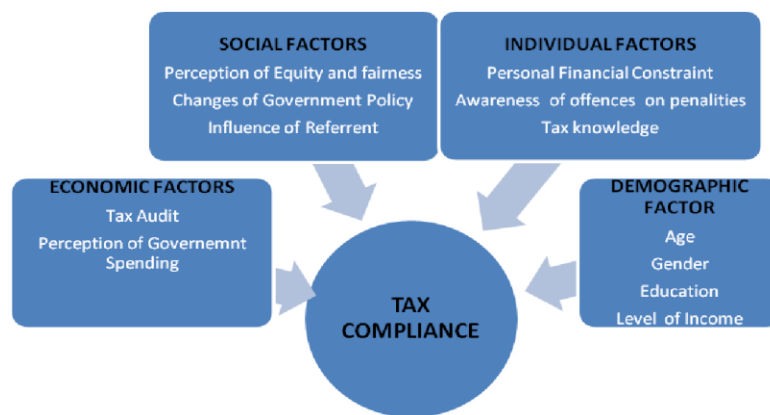 SOCIAL FACTORS
Perception of Equity and fairness
Changes of Government Policy
Influence of Referrent
INDIVIDUAL FACTORS
Personal Financial Constraint
Awareness of offences on penalities
Tax knowledge
ECONOMIC FACTORS
Tax Audit
Perception of Governemnt
Spending
DEMOGRAPHIC
FACTOR
Age
Gender
Education
Level of Income
TAX
COMPLIANCE